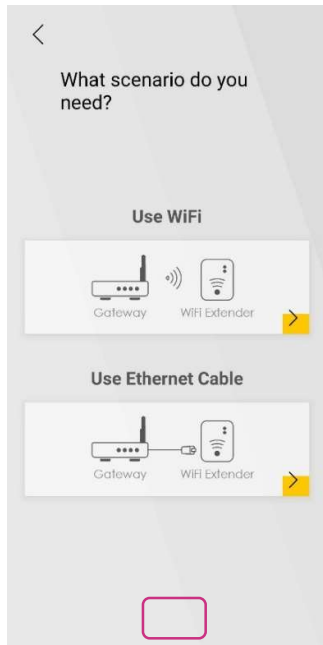 What scenario do you
need?
Use WiFi
Gateway
WiFi Extender
Use Ethernet Cable
Gateway
WiFi Extender